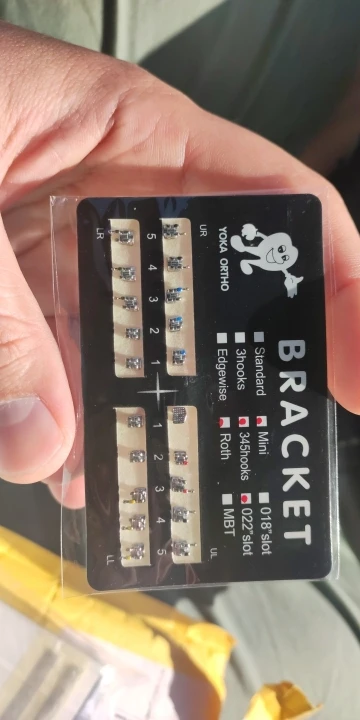 BRACKET
Standard Mini 018"slot
3hooks 345hooks 022"slot
Edgewise Roth MBT
YOKA ORTHO
UR UL
5 4 3 2 1 1 2 3 4 5
LR LL